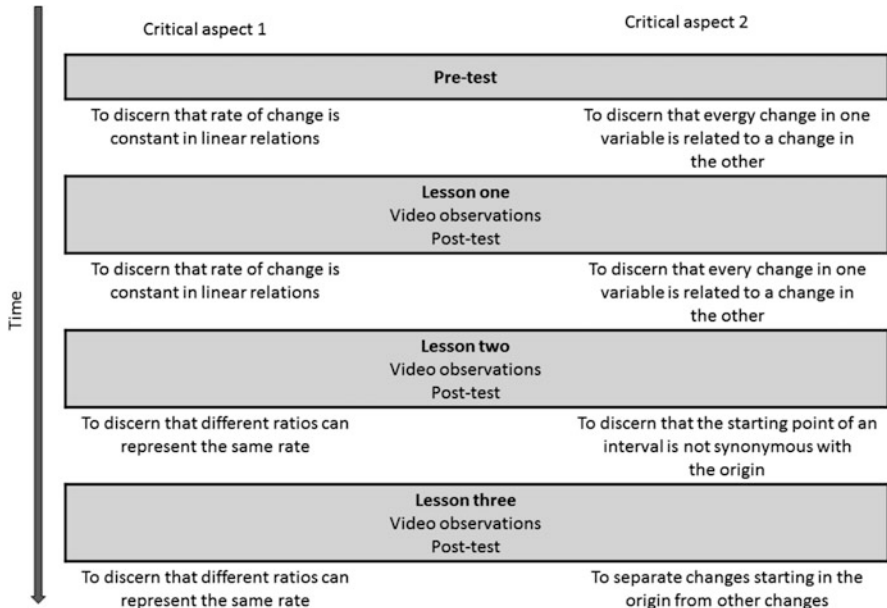 Critical aspect 1
Critical aspect 2
Pre-test
To discern that rate of change is
constant in linear relations
To discern that evergy change in one
variable is related to a change in
the other
Lesson one
Video observations
Post-test
To discern that rate of change is
constant in linear relations
To discern that every change in one
variable is related to a change in
the other
Time
Lesson two
Video observations
Post-test
To discern that different ratios can
represent the same rate
To discern that the starting point of an
interval is not synonymous with
the origin
Lesson three
Video observations
Post-test
To discern that different ratios can
represent the same rate
To separate changes starting in the
origin from other changes